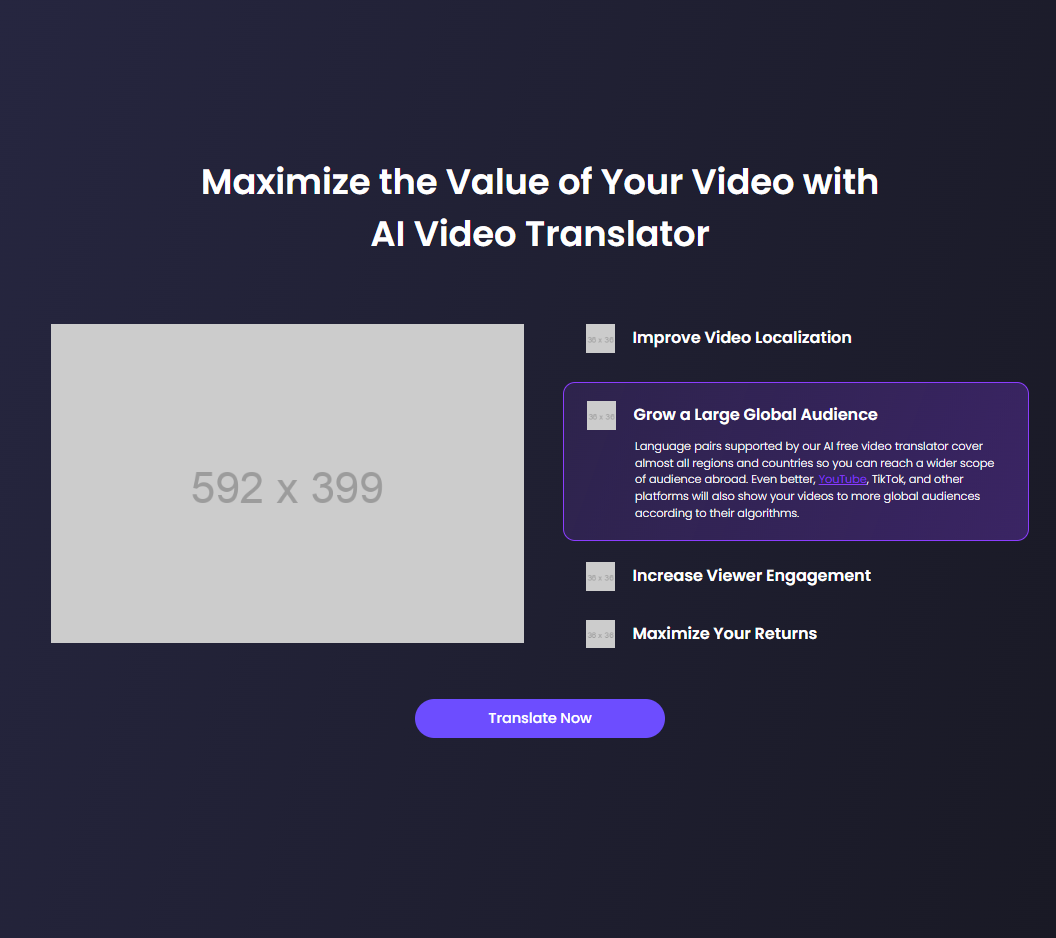 Maximize the Value of Your Video with
AI Video Translator
592 x 399
36 x 36
Improve Video Localization
36 x 36
Grow a Large Global Audience
Language pairs supported by our AI free video translator cover
almost all regions and countries so you can reach a wider scope
of audience abroad. Even better, YouTube, TikTok, and other
platforms will also show your videos to more global audiences
according to their algorithms.
36 x 36
Increase Viewer Engagement
36 x 36
Maximize Your Returns
Translate Now